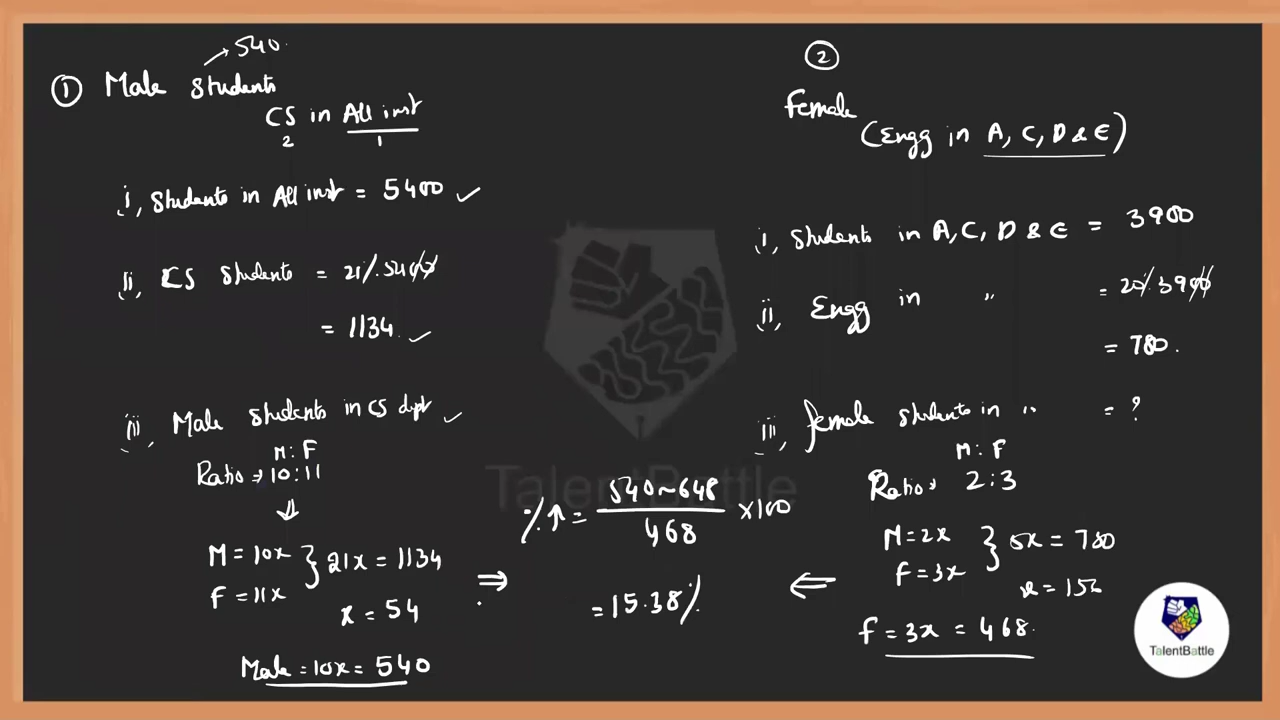 → 540.
① Male Students
CS in All inst
2 1
i, Students in All inst = 5400 ✓
ii, CS Students = 21%.5400
= 1134. ✓
iii, Male Students in CS dept ✓
M : F
Ratio → 10:11
M = 10x } 21x = 1134
F = 11x
x = 54
Male = 10x = 540
%↑ = 540~648 / 468 ×100
= 15.38%
②
Female
(Engg in A, C, D & E)
i, Students in A, C, D & E = 3900
ii, Engg in " = 20%.3900
= 780.
iii, female students in " = ?
M : F
Ratio → 2:3
M = 2x } 5x = 780
F = 3x
x = 156
f = 3x = 468.
TalentBattle
TalentBattle